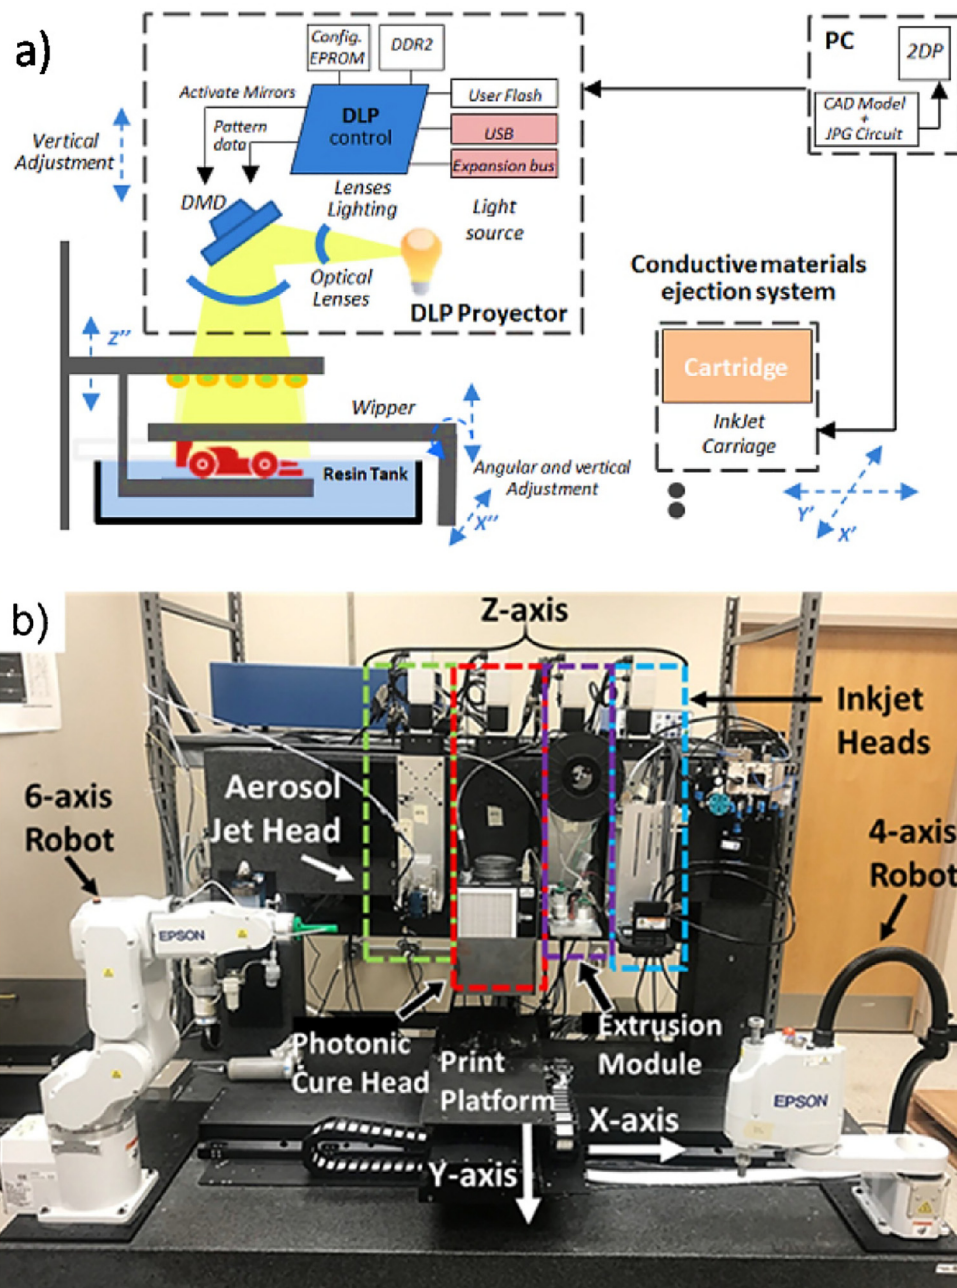 a)
Config.
EPROM
DDR2
PC
2DP
Activate Mirrors
DLP
control
User Flash
CAD Model
+
JPG Circuit
Vertical
Adjustment
Pattern
data
USB
Expansion bus
DMD
Lenses
Lighting
Light
source
Optical
Lenses
DLP Proyector
Conductive materials
ejection system
Z’’
Cartridge
Wipper
InkJet
Carriage
Resin Tank
Angular and vertical
Adjustment
X’’
Y’
X’
b)
Z-axis
Inkjet
Heads
Aerosol
Jet Head
6-axis
Robot
4-axis
Robot
EPSON
Photonic
Cure Head
Print
Platform
Extrusion
Module
EPSON
X-axis
Y-axis